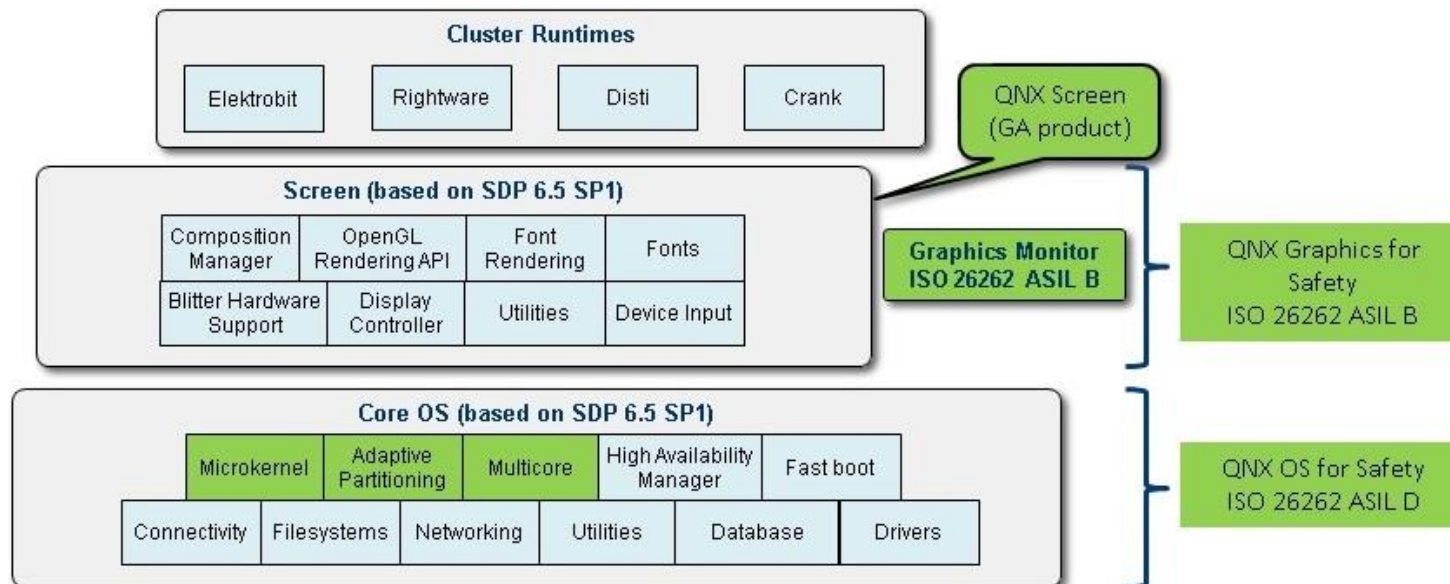 Cluster Runtimes
Elektrobit
Rightware
Disti
Crank
QNX Screen
(GA product)
Screen (based on SDP 6.5 SP1)
Composition
Manager
OpenGL
Rendering API
Font
Rendering
Fonts
Blitter Hardware
Support
Display
Controller
Utilities
Device Input
Graphics Monitor
ISO 26262 ASIL B
QNX Graphics for
Safety
ISO 26262 ASIL B
Core OS (based on SDP 6.5 SP1)
Microkernel
Adaptive
Partitioning
Multicore
High Availability
Manager
Fast boot
Connectivity
Filesystems
Networking
Utilities
Database
Drivers
QNX OS for Safety
ISO 26262 ASIL D